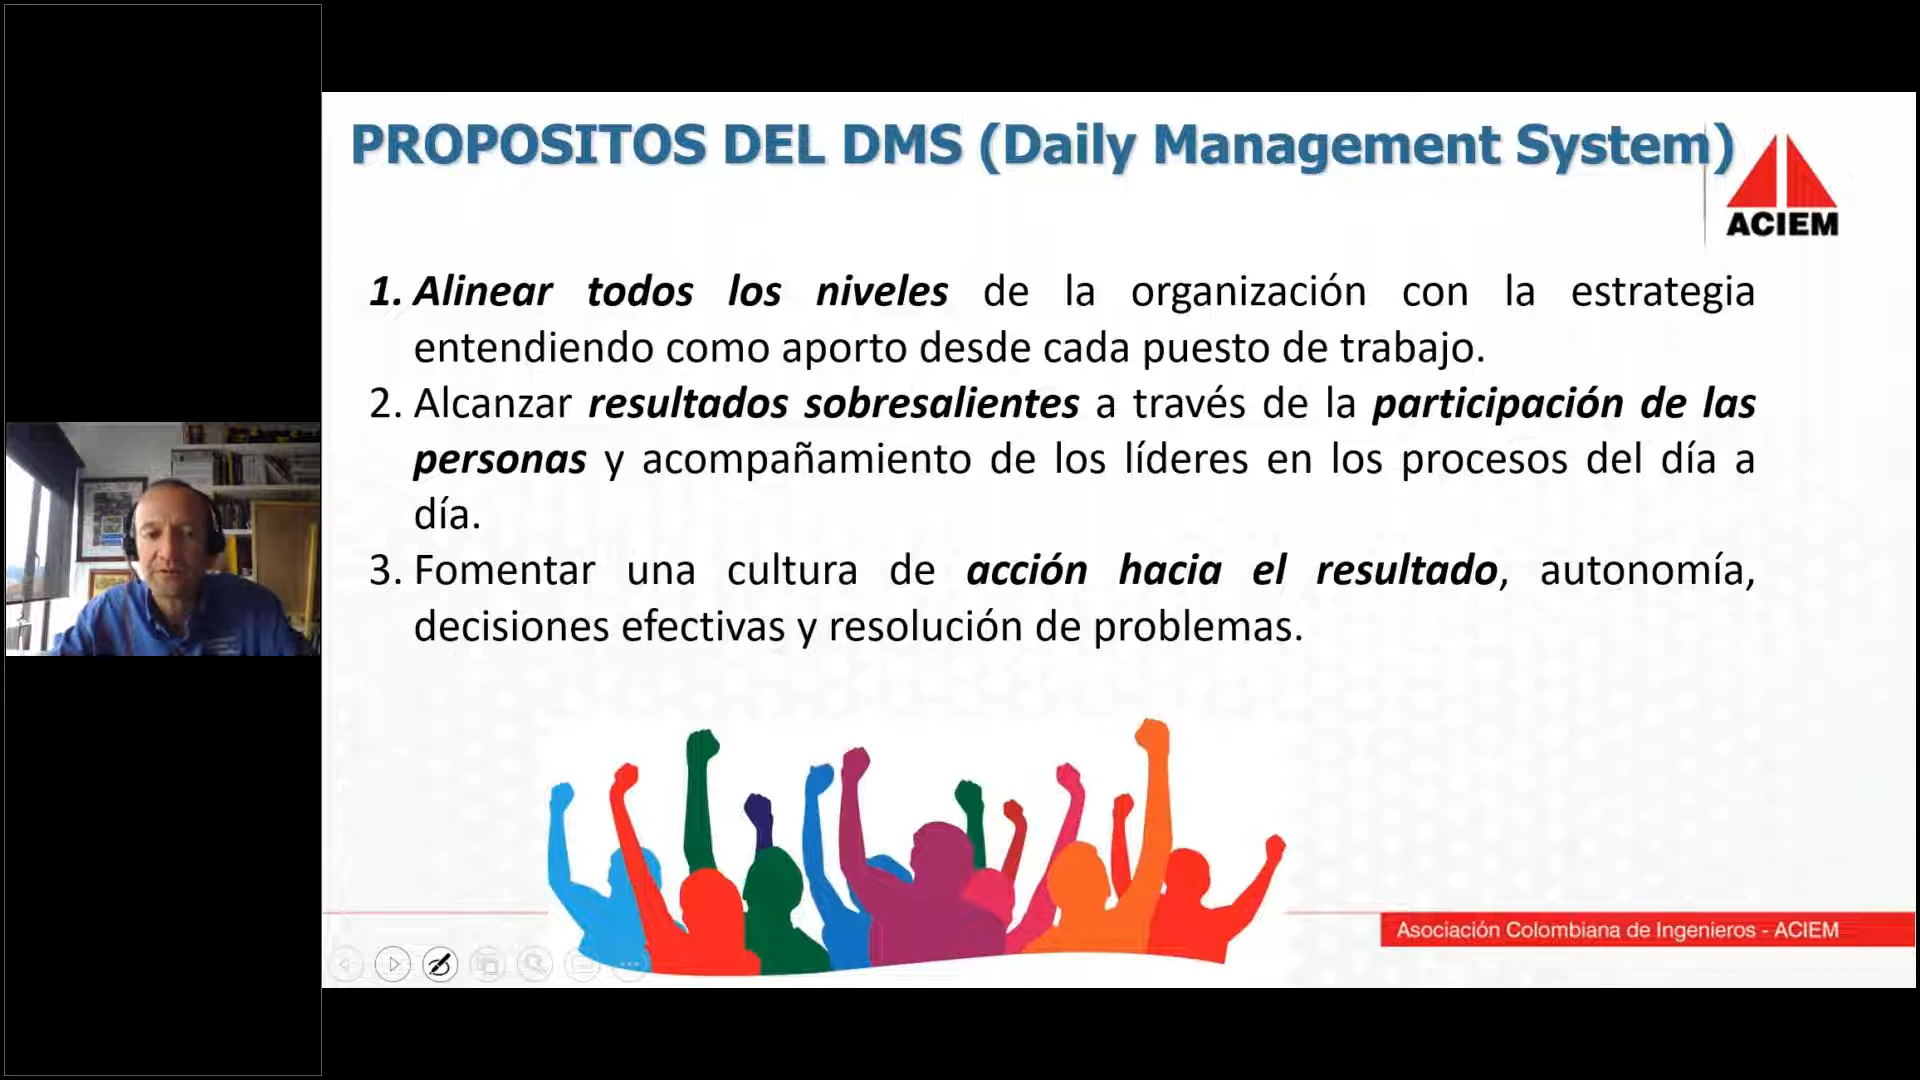 PROPOSITOS DEL DMS (Daily Management System)
ACIEM
1. Alinear todos los niveles de la organización con la estrategia
entendiendo como aporto desde cada puesto de trabajo.
2. Alcanzar resultados sobresalientes a través de la participación de las
personas y acompañamiento de los líderes en los procesos del día a
día.
3. Fomentar una cultura de acción hacia el resultado, autonomía,
decisiones efectivas y resolución de problemas.
Asociación Colombiana de Ingenieros - ACIEM